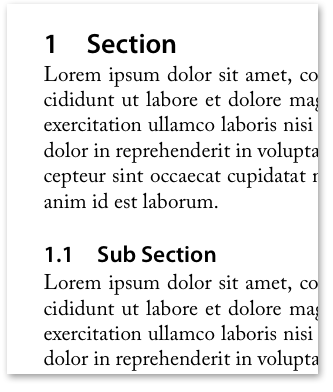 1 Section
Lorem ipsum dolor sit amet, co
cididunt ut labore et dolore mag
exercitation ullamco laboris nisi
dolor in reprehenderit in volupta
cepteur sint occaecat cupidatat n
anim id est laborum.
1.1 Sub Section
Lorem ipsum dolor sit amet, co
cididunt ut labore et dolore mag
exercitation ullamco laboris nisi
dolor in reprehenderit in volupta